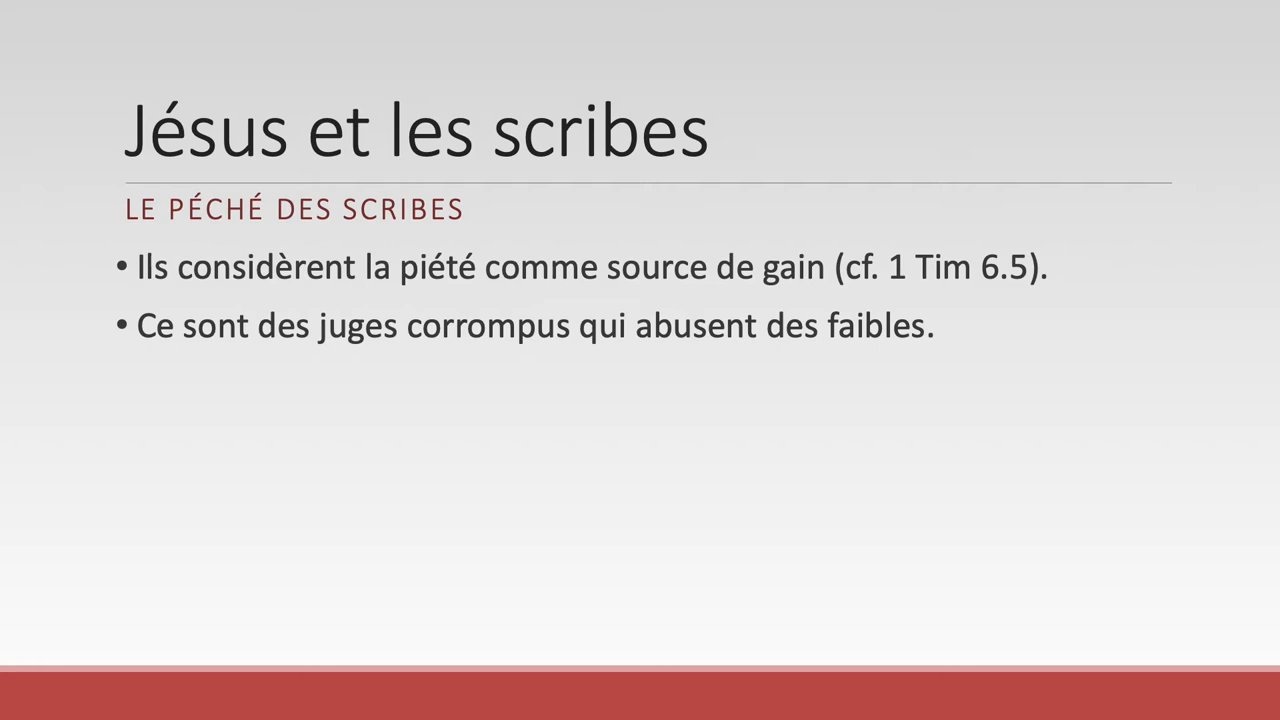 Jésus et les scribes
LE PÉCHÉ DES SCRIBES
• Ils considèrent la piété comme source de gain (cf. 1 Tim 6.5).
• Ce sont des juges corrompus qui abusent des faibles.